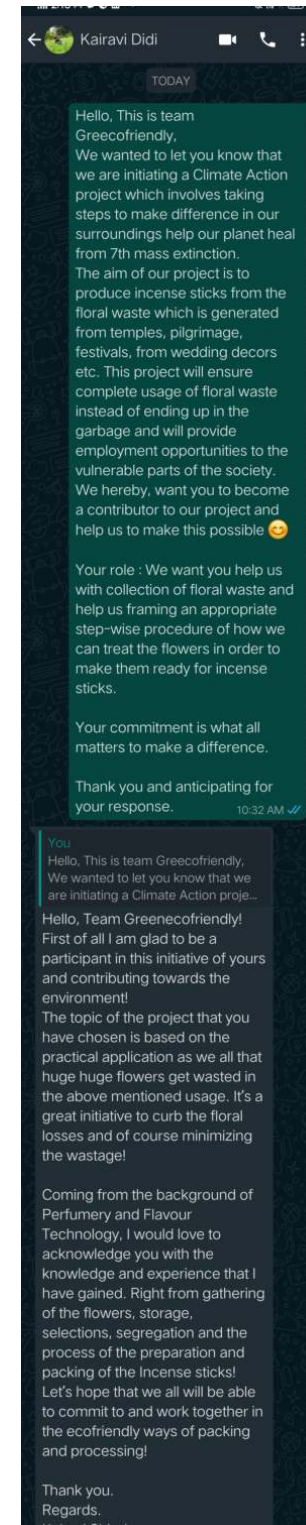 Kairavi Didi
TODAY
Hello, This is team
Greecofriendly,
We wanted to let you know that
we are initiating a Climate Action
project which involves taking
steps to make difference in our
surroundings help our planet heal
from 7th mass extinction.
The aim of our project is to
produce incense sticks from the
floral waste which is generated
from temples, pilgrimage,
festivals, from wedding decors
etc. This project will ensure
complete usage of floral waste
instead of ending up in the
garbage and will provide
employment opportunities to the
vulnerable parts of the society.
We hereby, want you to become
a contributor to our project and
help us to make this possible 😊
Your role : We want you help us
with collection of floral waste and
help us framing an appropriate
step-wise procedure of how we
can treat the flowers in order to
make them ready for incense
sticks.
Your commitment is what all
matters to make a difference.
Thank you and anticipating for
your response. 10:32 AM
You
Hello, This is team Greecofriendly,
We wanted to let you know that we
are initiating a Climate Action proje...
Hello, Team Greenecofriendly!
First of all I am glad to be a
participant in this initiative of yours
and contributing towards the
environment!
The topic of the project that you
have chosen is based on the
practical application as we all that
huge huge flowers get wasted in
the above mentioned usage. It's a
great initiative to curb the floral
losses and of course minimizing
the wastage!
Coming from the background of
Perfumery and Flavour
Technology, I would love to
acknowledge you with the
knowledge and experience that I
have gained. Right from gathering
of the flowers, storage,
selections, segregation and the
process of the preparation and
packing of the Incense sticks!
Let's hope that we all will be able
to commit to and work together in
the ecofriendly ways of packing
and processing!
Thank you.
Regards.